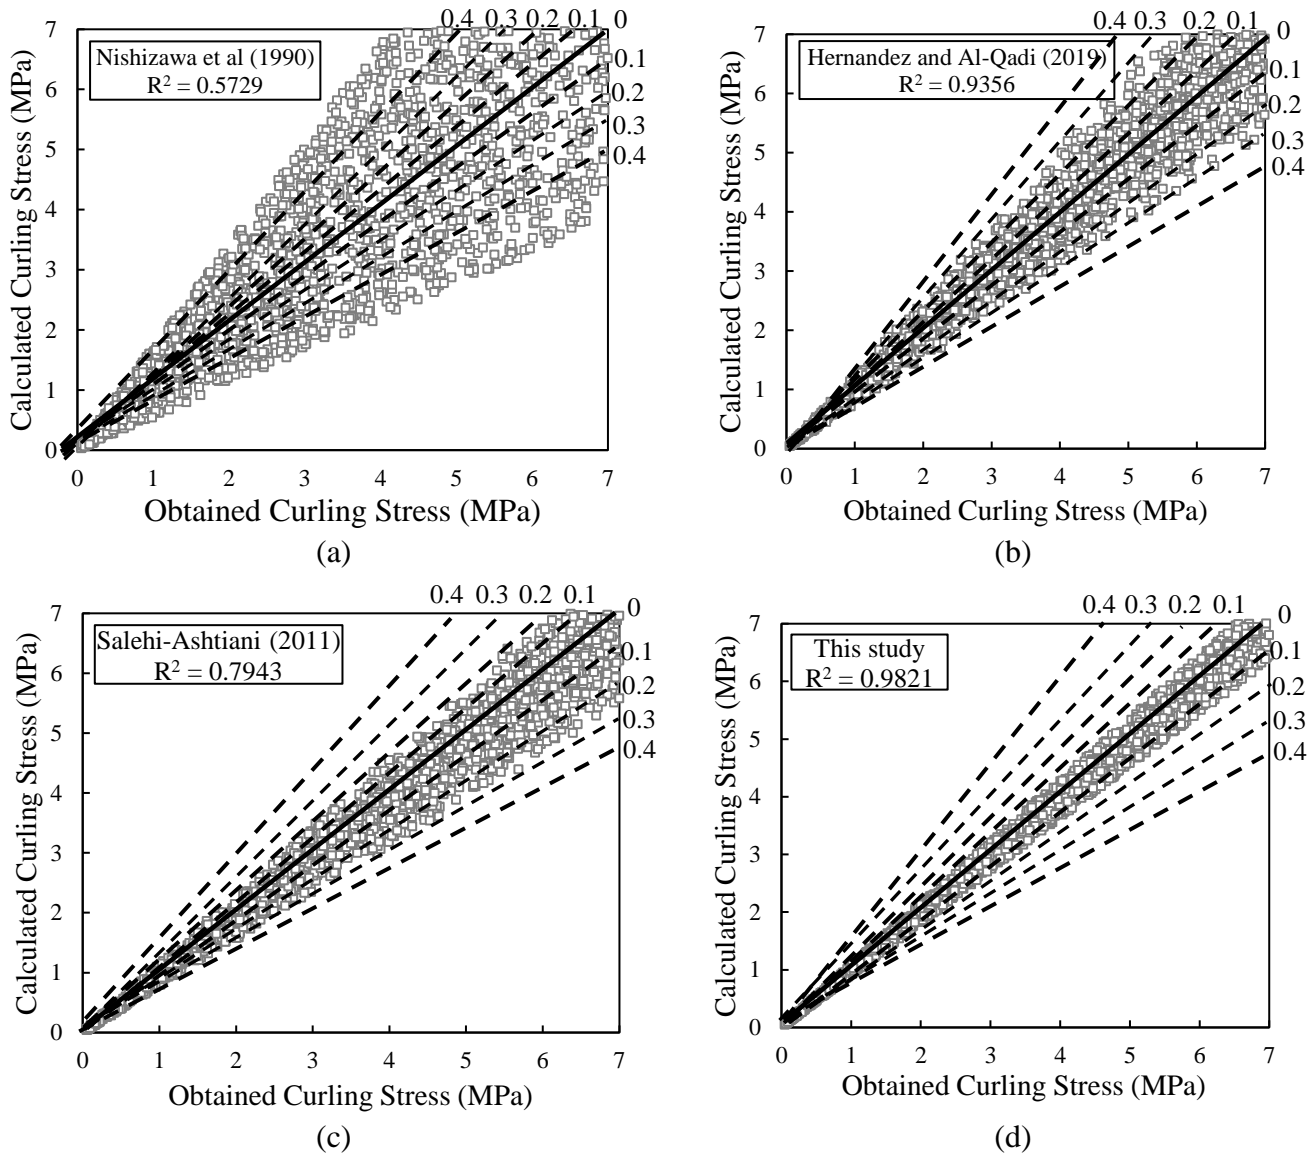 0.4 0.3 0.2 0.1 0
7
Nishizawa et al (1990)
R² = 0.5729
0.1
6
0.2
0.3
5
0.4
4
3
2
1
0
Calculated Curling Stress (MPa)
0 1 2 3 4 5 6 7
Obtained Curling Stress (MPa)
(a)
0.4 0.3 0.2 0.1 0
7
Hernandez and Al-Qadi (2019)
R² = 0.9356
0.1
6
0.2
0.3
5
0.4
4
3
2
1
0
Calculated Curling Stress (MPa)
0 1 2 3 4 5 6 7
Obtained Curling Stress (MPa)
(b)
0.4 0.3 0.2 0.1 0
7
Salehi-Ashtiani (2011)
R² = 0.7943
0.1
6
0.2
0.3
5
0.4
4
3
2
1
0
Calculated Curling Stress (MPa)
0 1 2 3 4 5 6 7
Obtained Curling Stress (MPa)
(c)
0.4 0.3 0.2 0.1 0
7
This study
R² = 0.9821
0.1
6
0.2
0.3
5
0.4
4
3
2
1
0
Calculated Curling Stress (MPa)
0 1 2 3 4 5 6 7
Obtained Curling Stress (MPa)
(d)